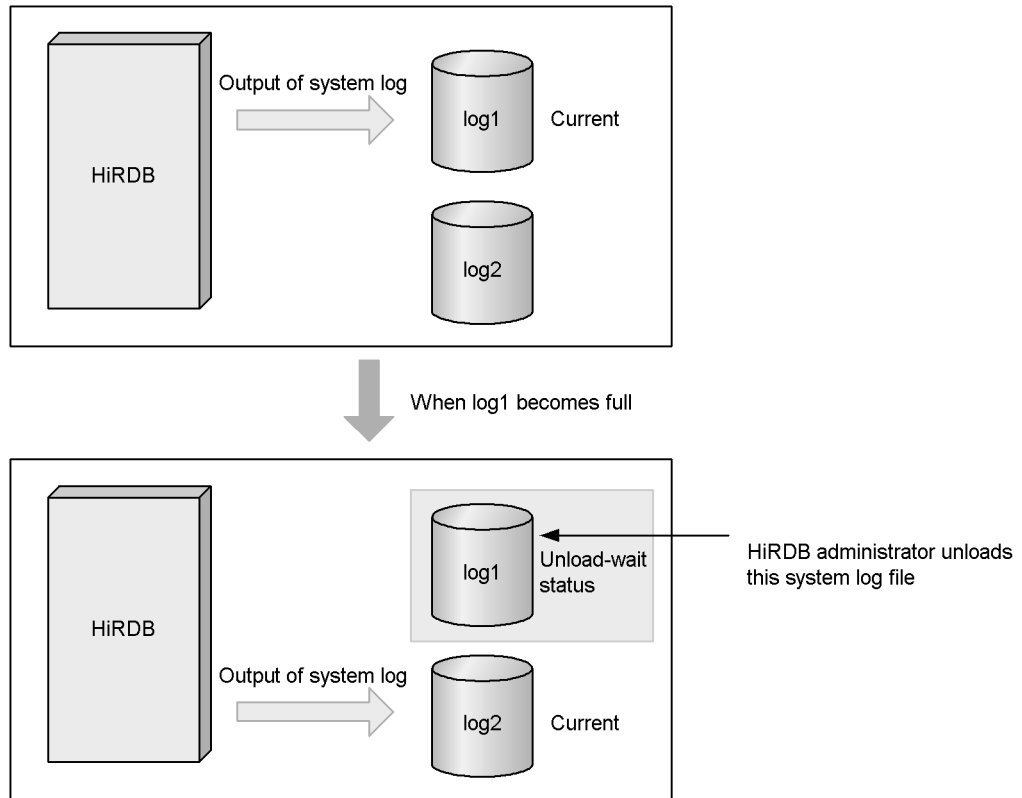 Output of system log
log1
Current
HiRDB
log2
When log1 becomes full
log1
Unload-wait
status
HiRDB administrator unloads
this system log file
HiRDB
Output of system log
log2
Current